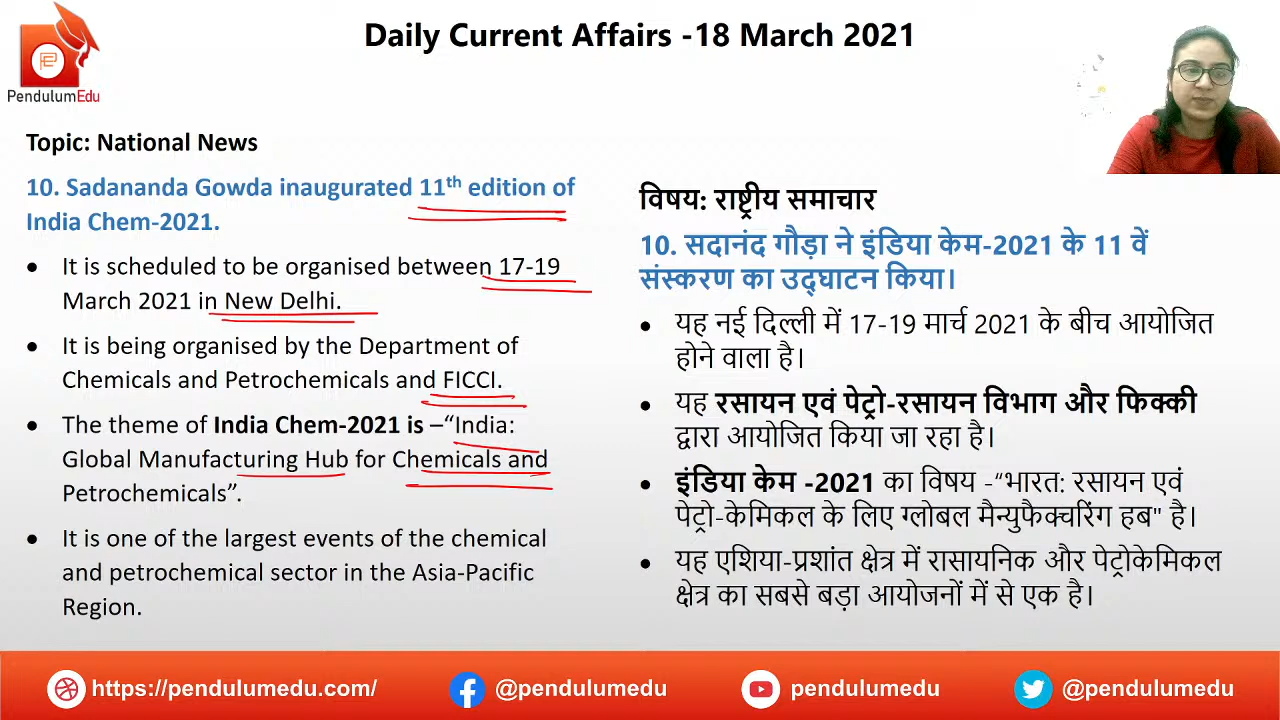 Daily Current Affairs -18 March 2021
PendulumEdu
Topic: National News
10. Sadananda Gowda inaugurated 11th edition of
India Chem-2021.
• It is scheduled to be organised between 17-19
March 2021 in New Delhi.
• It is being organised by the Department of
Chemicals and Petrochemicals and FICCI.
• The theme of India Chem-2021 is –“India:
Global Manufacturing Hub for Chemicals and
Petrochemicals”.
• It is one of the largest events of the chemical
and petrochemical sector in the Asia-Pacific
Region.
विषय: राष्ट्रीय समाचार
10. सदानंद गौड़ा ने इंडिया केम-2021 के 11 वें
संस्करण का उद्घाटन किया।
• यह नई दिल्ली में 17-19 मार्च 2021 के बीच आयोजित
होने वाला है।
• यह रसायन एवं पेट्रो-रसायन विभाग और फिक्की
द्वारा आयोजित किया जा रहा है।
• इंडिया केम -2021 का विषय -“भारत: रसायन एवं
पेट्रो-केमिकल के लिए ग्लोबल मैन्युफैक्चरिंग हब" है।
• यह एशिया-प्रशांत क्षेत्र में रासायनिक और पेट्रोकेमिकल
क्षेत्र का सबसे बड़ा आयोजनों में से एक है।
https://pendulumedu.com/
@pendulumedu
pendulumedu
@pendulumedu